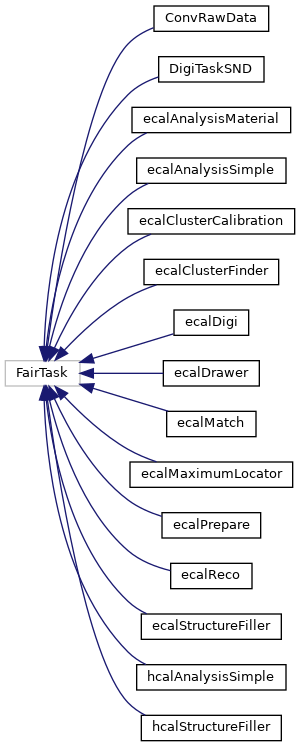 ConvRawData
DigiTaskSND
ecalAnalysisMaterial
ecalAnalysisSimple
ecalClusterCalibration
ecalClusterFinder
ecalDigi
FairTask
ecalDrawer
ecalMatch
ecalMaximumLocator
ecalPrepare
ecalReco
ecalStructureFiller
hcalAnalysisSimple
hcalStructureFiller